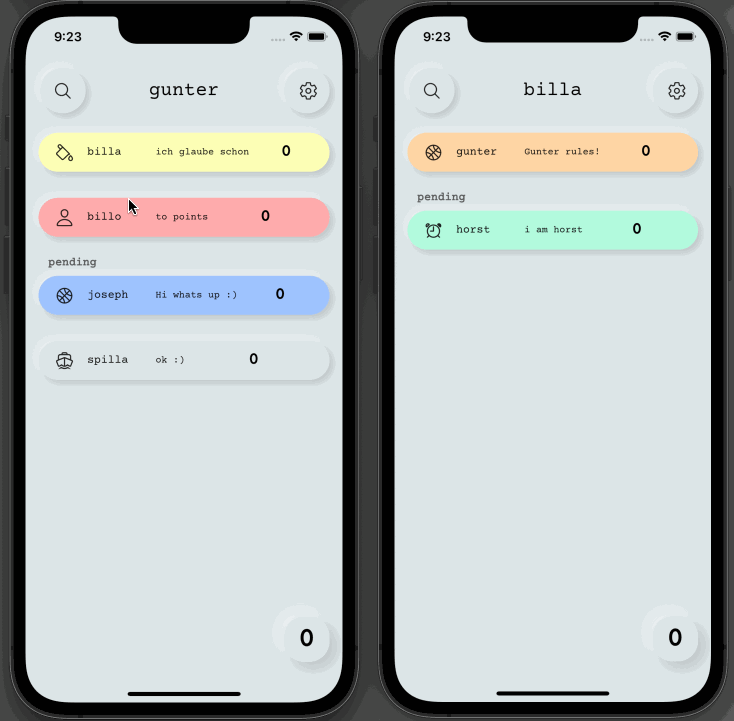 9:23
gunter
billa ich glaube schon 0
billo to points 0
pending
joseph Hi whats up :) 0
spilla ok :) 0
0
9:23
billa
gunter Gunter rules! 0
pending
horst i am horst 0
0